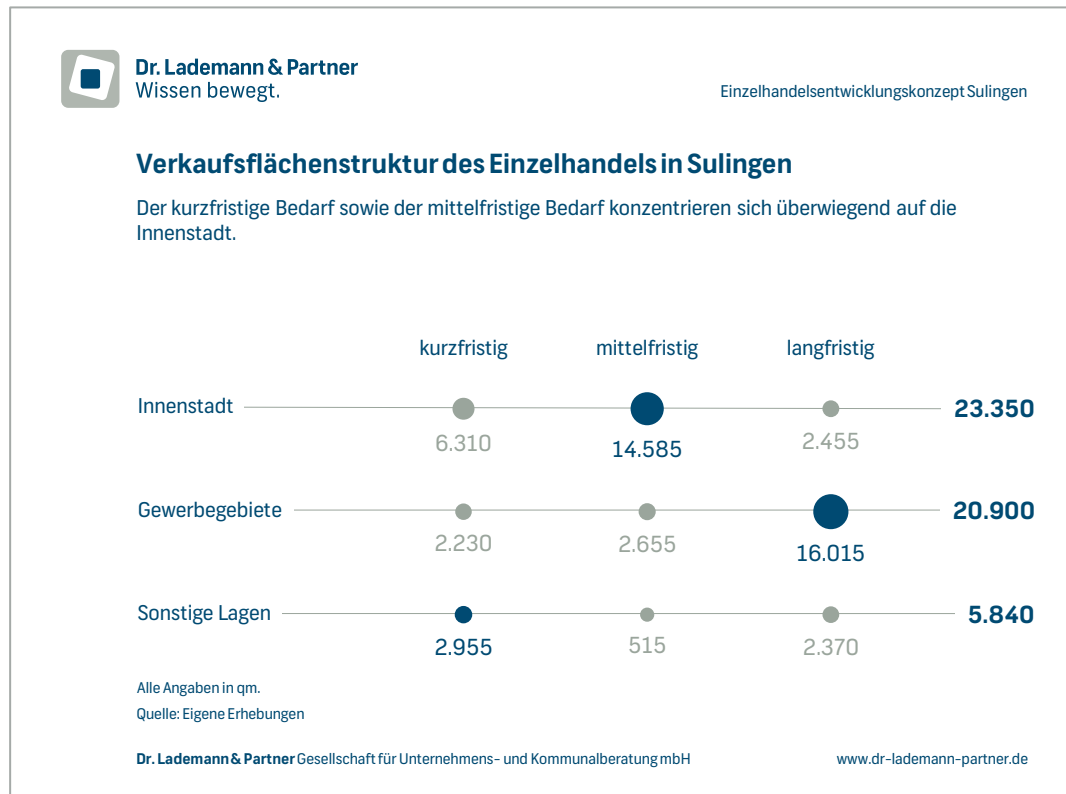 Dr. Lademann & Partner
Wissen bewegt.
Einzelhandelsentwicklungskonzept Sulingen
Verkaufsflächenstruktur des Einzelhandels in Sulingen
Der kurzfristige Bedarf sowie der mittelfristige Bedarf konzentrieren sich überwiegend auf die
Innenstadt.
kurzfristig mittelfristig langfristig
Innenstadt 23.350
6.310 14.585 2.455
Gewerbegebiete 20.900
2.230 2.655 16.015
Sonstige Lagen 5.840
2.955 515 2.370
Alle Angaben in qm.
Quelle: Eigene Erhebungen
Dr. Lademann & Partner Gesellschaft für Unternehmens- und Kommunalberatung mbH www.dr-lademann-partner.de